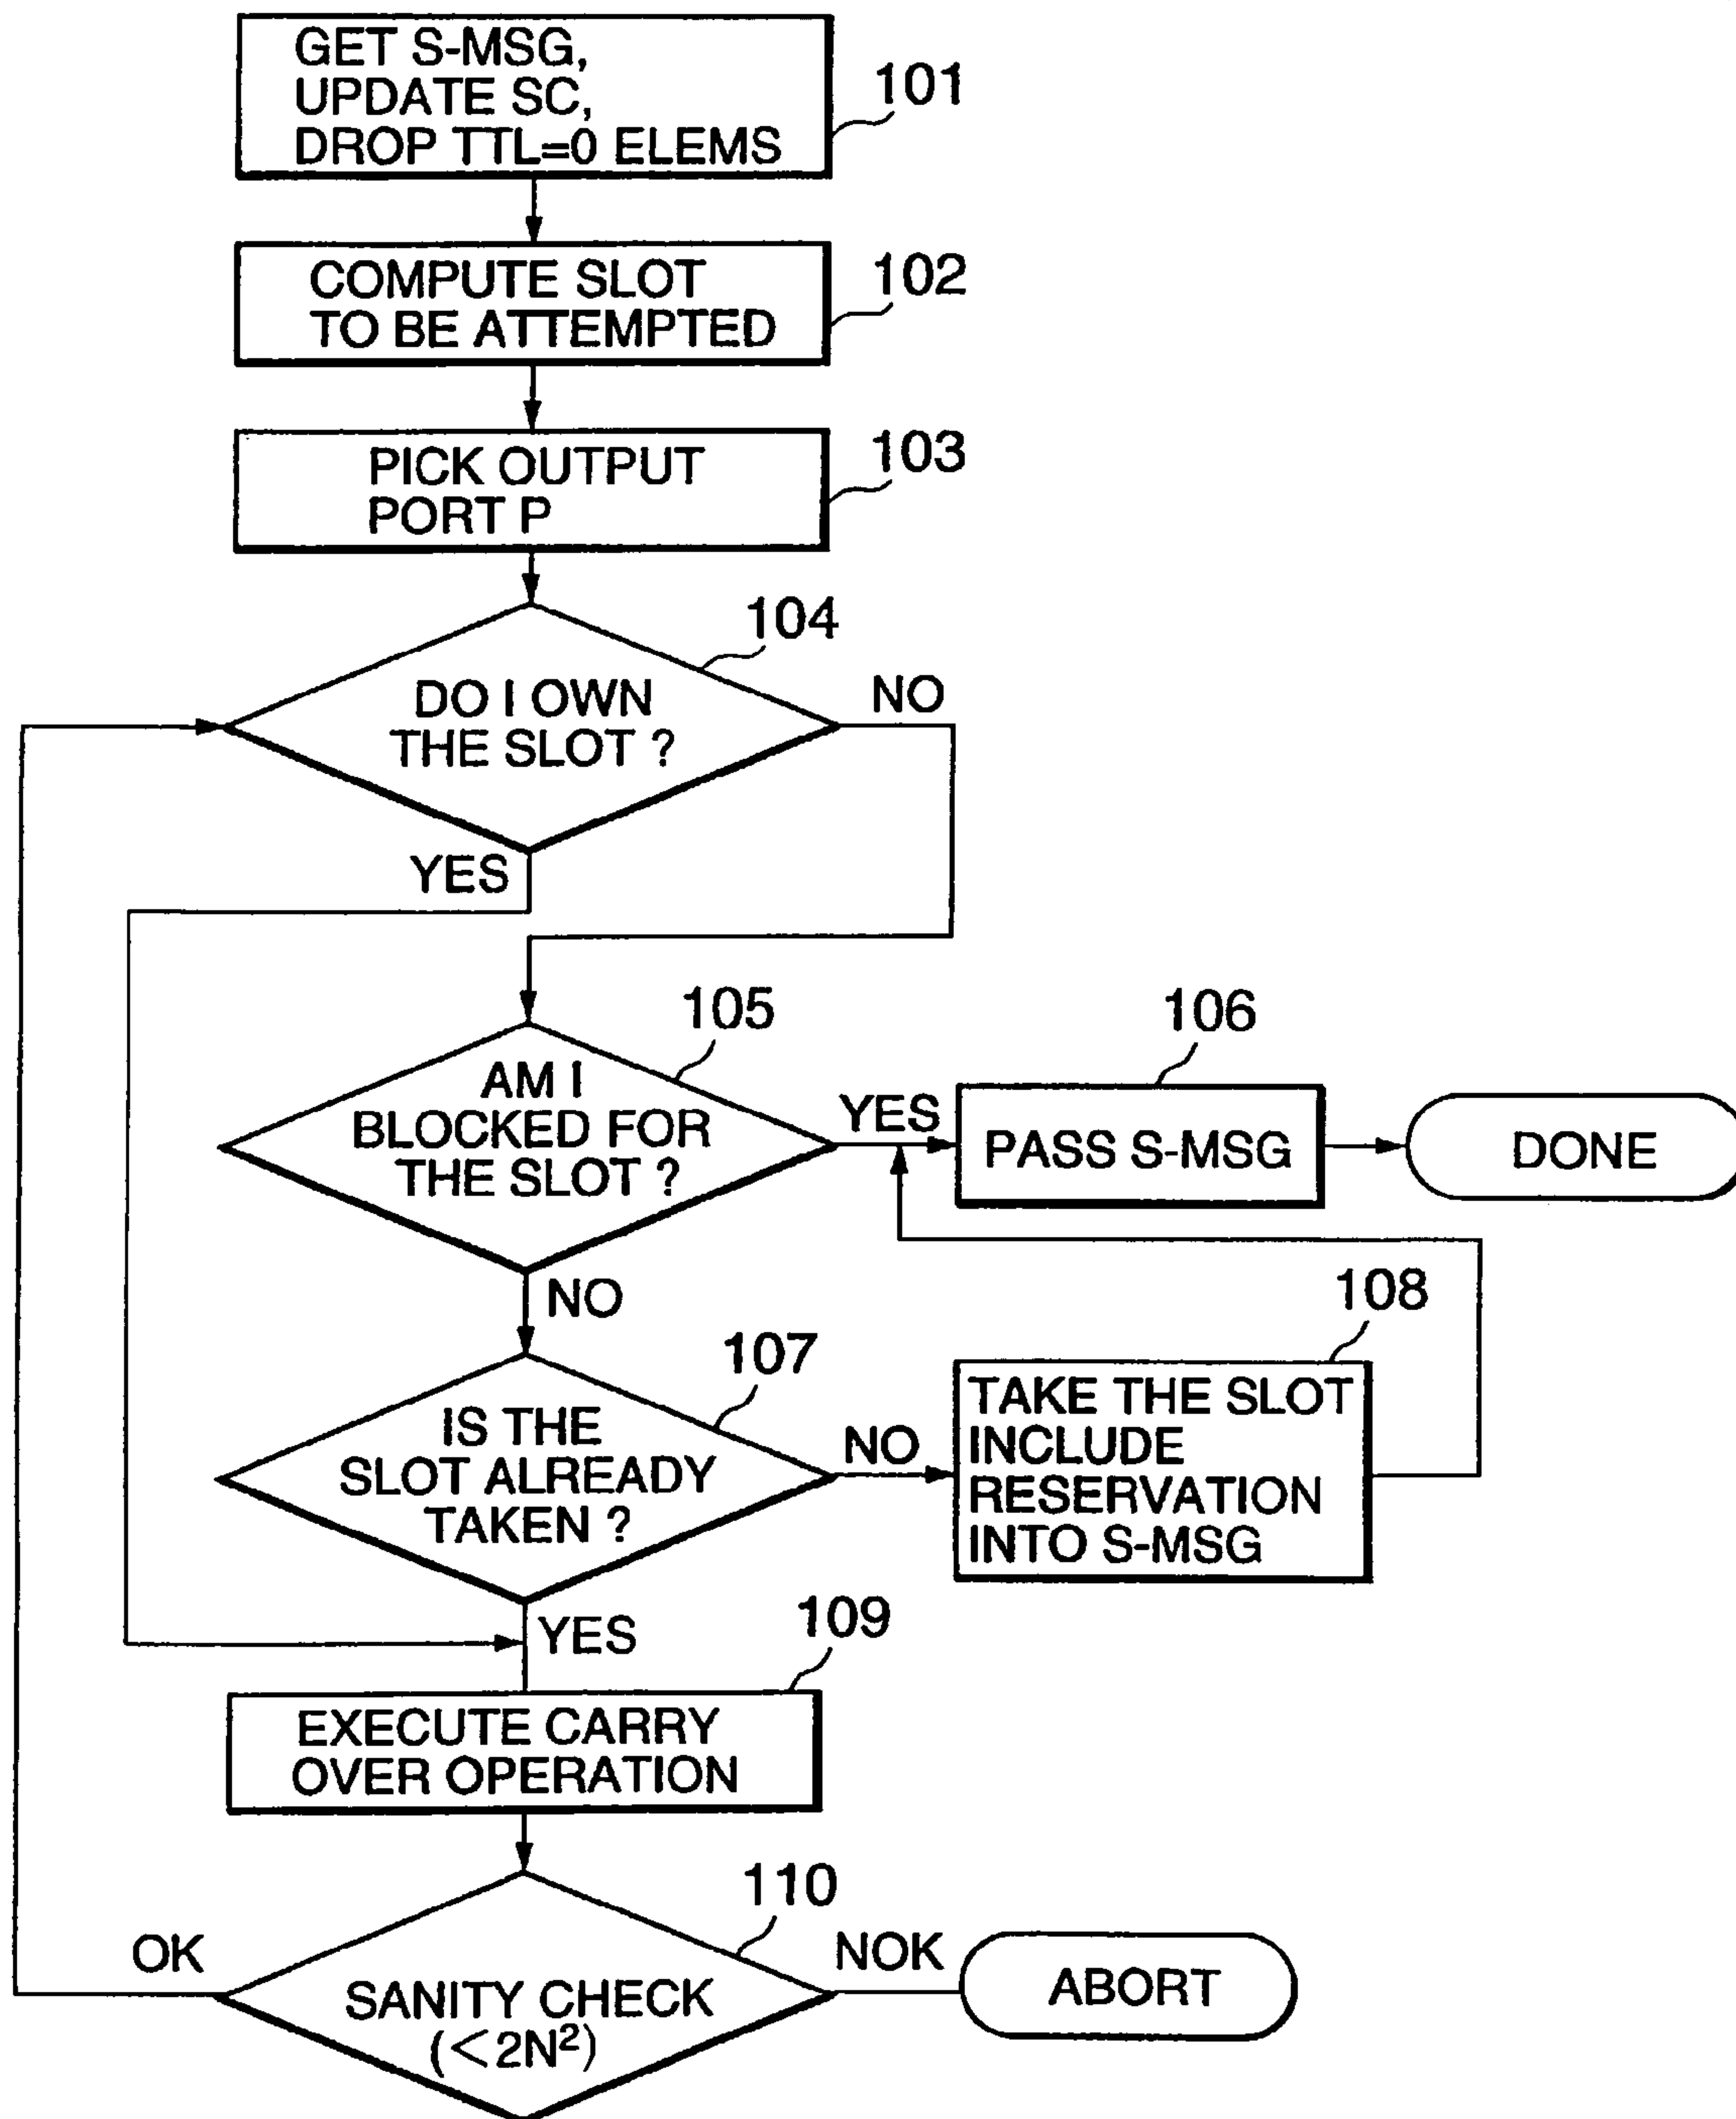 GET S-MSG,
UPDATE SC,
DROP TTL=0 ELEMS
101
COMPUTE SLOT
TO BE ATTEMPTED
102
PICK OUTPUT
PORT P
103
104
DO I OWN
THE SLOT ?
NO
YES
105
AM I
BLOCKED FOR
THE SLOT ?
YES
106
PASS S-MSG
DONE
NO
107
IS THE
SLOT ALREADY
TAKEN ?
NO
108
TAKE THE SLOT
INCLUDE
RESERVATION
INTO S-MSG
YES
109
EXECUTE CARRY
OVER OPERATION
110
OK
SANITY CHECK
(<2N²)
NOK
ABORT